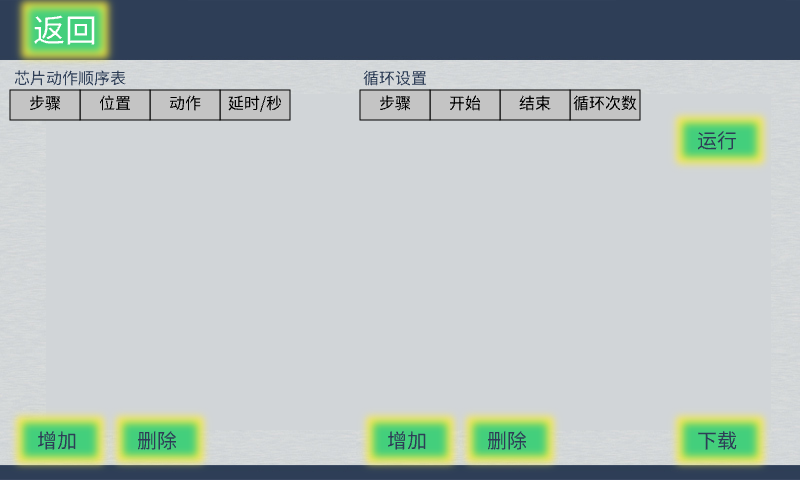 返回
芯片动作顺序表
步骤 位置 动作 延时/秒
循环设置
步骤 开始 结束 循环次数
运行
增加 删除
增加 删除
下载